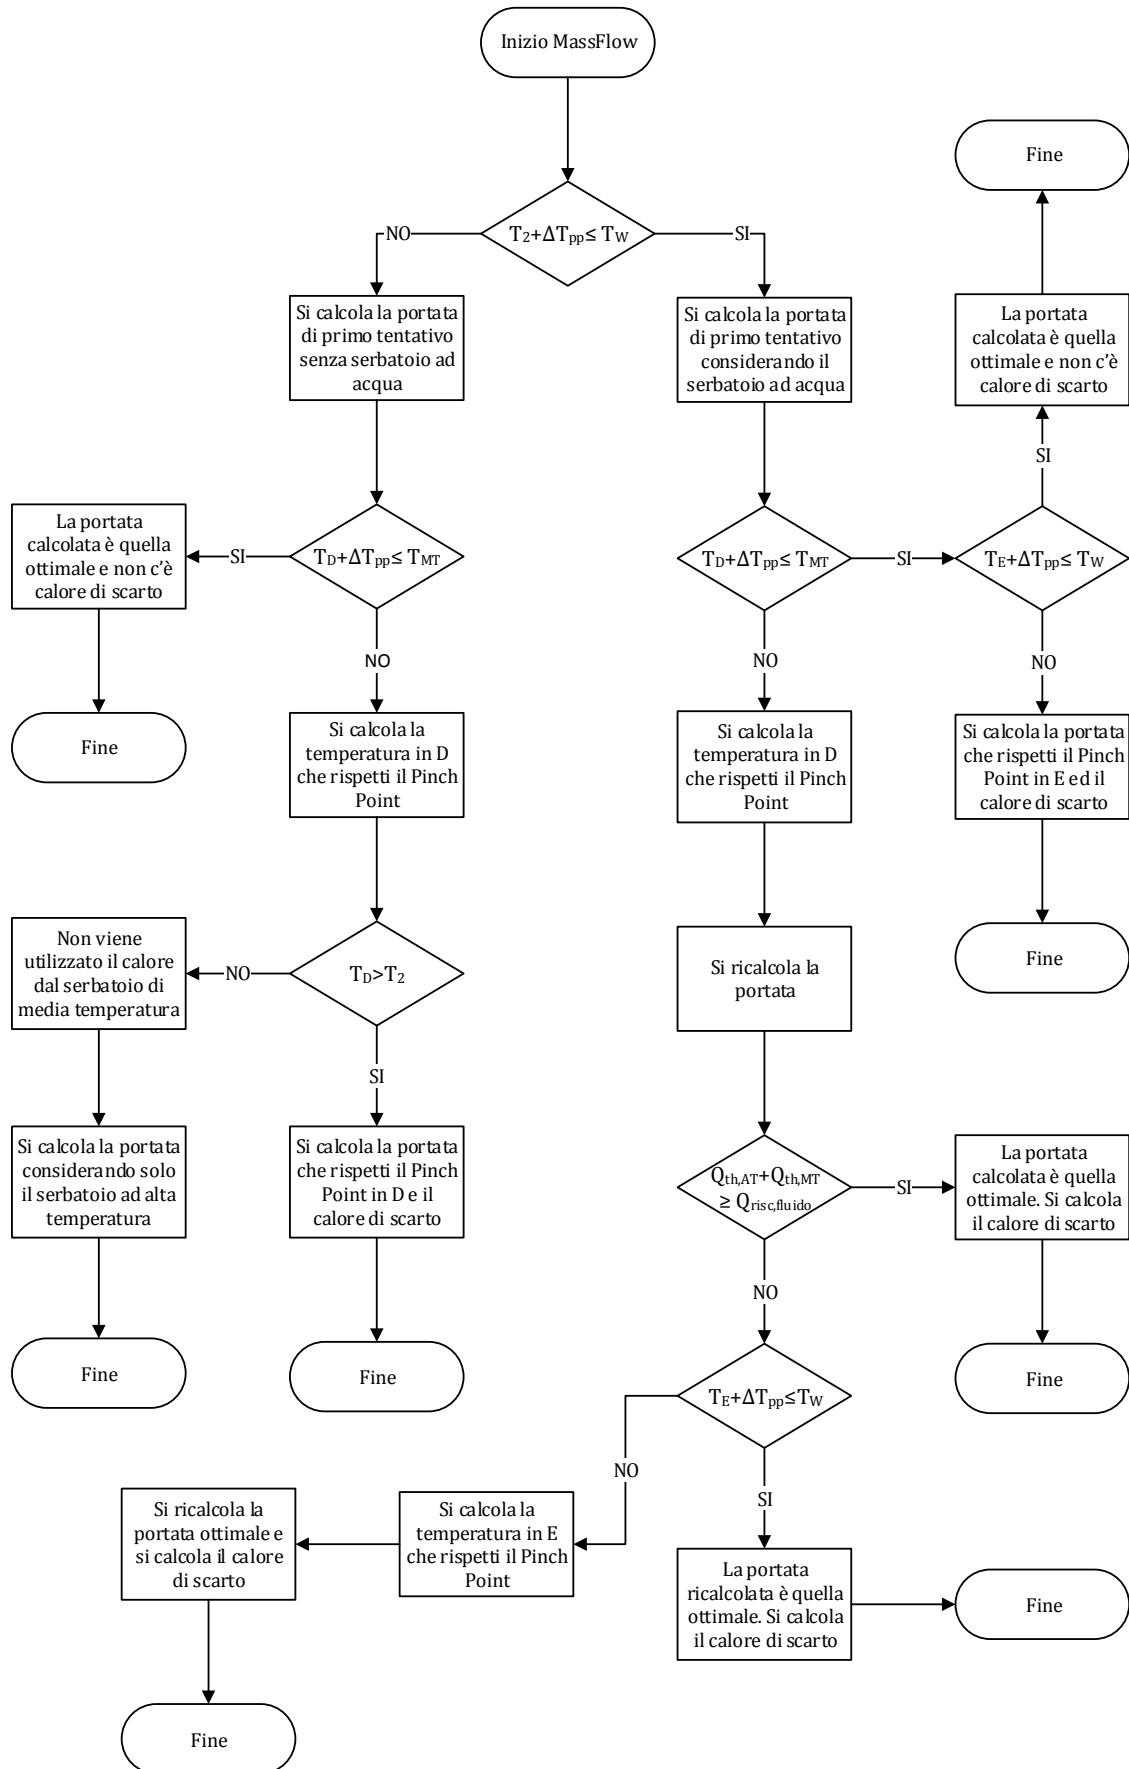 Inizio MassFlow
Fine
T2+ΔTpp≤ TW
NO
SI
Si calcola la portata
di primo tentativo
senza serbatoio ad
acqua
Si calcola la portata
di primo tentativo
considerando il
serbatoio ad acqua
La portata
calcolata è quella
ottimale e non c'è
calore di scarto
SI
La portata
calcolata è quella
ottimale e non c'è
calore di scarto
SI
TD+ΔTpp≤ TMT
TD+ΔTpp≤ TMT
SI
TE+ΔTpp≤ TW
NO
NO
NO
Fine
Si calcola la
temperatura in D
che rispetti il Pinch
Point
Si calcola la
temperatura in D
che rispetti il Pinch
Point
Si calcola la portata
che rispetti il Pinch
Point in E ed il
calore di scarto
Non viene
utilizzato il calore
dal serbatoio di
media temperatura
NO
TD>T2
Si ricalcola la
portata
Fine
SI
Si calcola la portata
considerando solo
il serbatoio ad alta
temperatura
Si calcola la portata
che rispetti il Pinch
Point in D e il
calore di scarto
Qth,AT+Qth,MT
≥ Qrisc,fluido
SI
La portata
calcolata è quella
ottimale. Si calcola
il calore di scarto
NO
Fine
Fine
Fine
TE+ΔTpp≤TW
NO
SI
Si ricalcola la
portata ottimale e
si calcola il calore
di scarto
Si calcola la
temperatura in E
che rispetti il Pinch
Point
La portata
ricalcolata è quella
ottimale. Si calcola
il calore di scarto
Fine
Fine